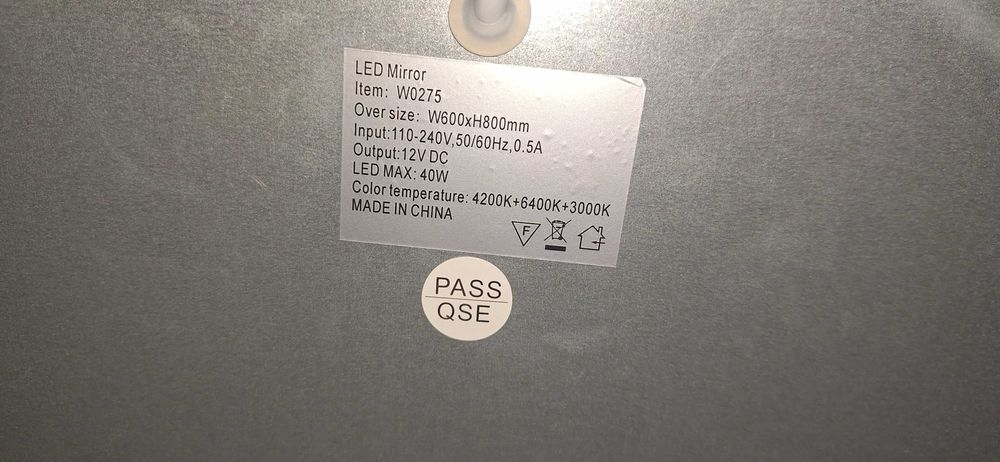 LED Mirror
Item: W0275
Over size: W600xH800mm
Input:110-240V,50/60Hz,0.5A
Output:12V DC
LED MAX: 40W
Color temperature: 4200K+6400K+3000K
MADE IN CHINA
F
PASS
QSE